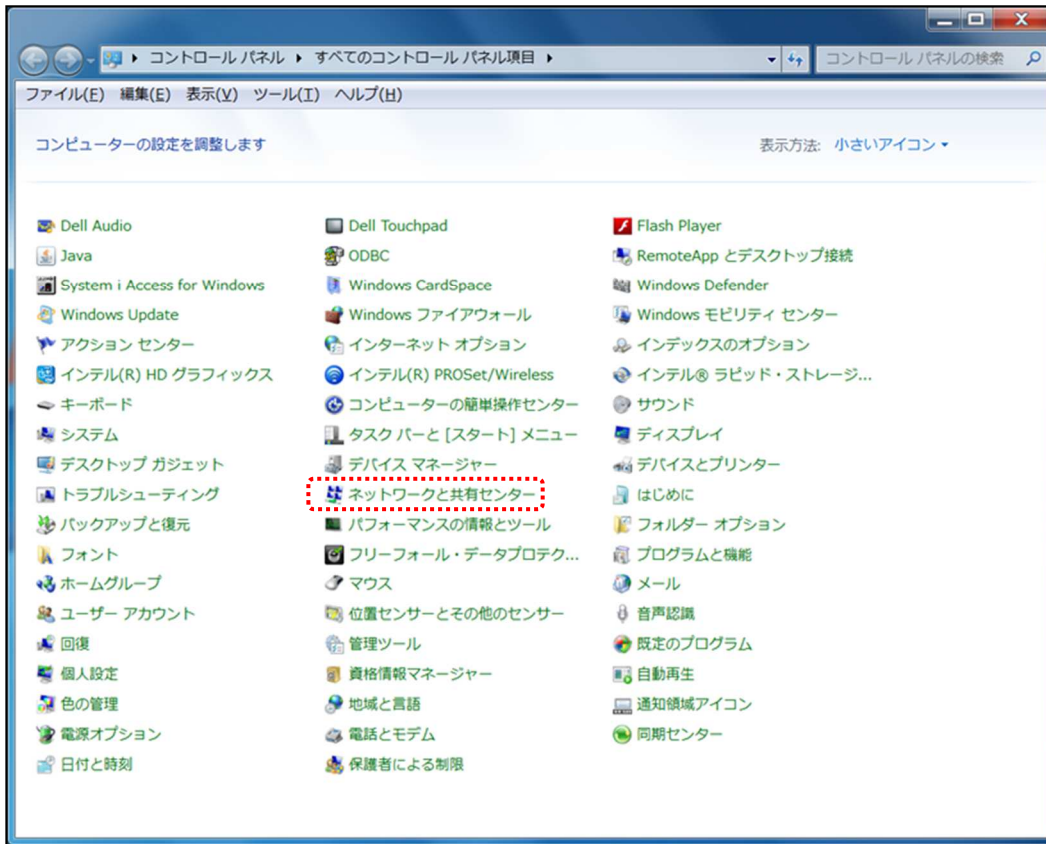 コントロール パネル ▸ すべてのコントロール パネル項目 ▸ コントロール パネルの検索
ファイル(F) 編集(E) 表示(V) ツール(T) ヘルプ(H)
コンピューターの設定を調整します 表示方法: 小さいアイコン
Dell Audio Dell Touchpad Flash Player
Java ODBC RemoteApp とデスクトップ接続
System i Access for Windows Windows CardSpace Windows Defender
Windows Update Windows ファイアウォール Windows モビリティ センター
アクション センター インターネット オプション インデックスのオプション
インテル(R) HD グラフィックス インテル(R) PROSet/Wireless インテル® ラピッド・ストレージ...
キーボード コンピューターの簡単操作センター サウンド
システム タスク バーと [スタート] メニュー ディスプレイ
デスクトップ ガジェット デバイス マネージャー デバイスとプリンター
トラブルシューティング ネットワークと共有センター はじめに
バックアップと復元 パフォーマンスの情報とツール フォルダー オプション
フォント フリーフォール・データプロテク... プログラムと機能
ホームグループ マウス メール
ユーザー アカウント 位置センサーとその他のセンサー 音声認識
回復 管理ツール 既定のプログラム
個人設定 資格情報マネージャー 自動再生
色の管理 地域と言語 通知領域アイコン
電源オプション 電話とモデム 同期センター
日付と時刻 保護者による制限